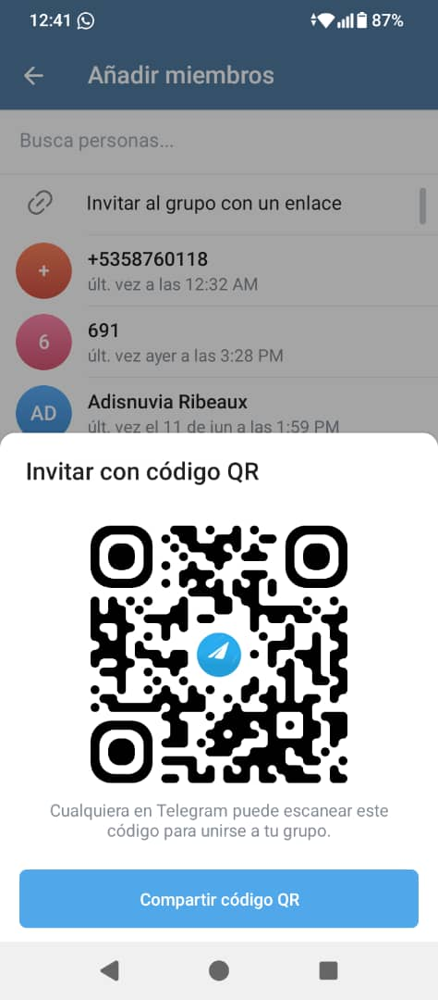 12:41
87%
Añadir miembros
Busca personas...
Invitar al grupo con un enlace
+
+5358760118
últ. vez a las 12:32 AM
6
691
últ. vez ayer a las 3:28 PM
AD
Adisnuvia Ribeaux
últ. vez el 11 de jun a las 1:59 PM
Invitar con código QR
Cualquiera en Telegram puede escanear este
código para unirse a tu grupo.
Compartir código QR